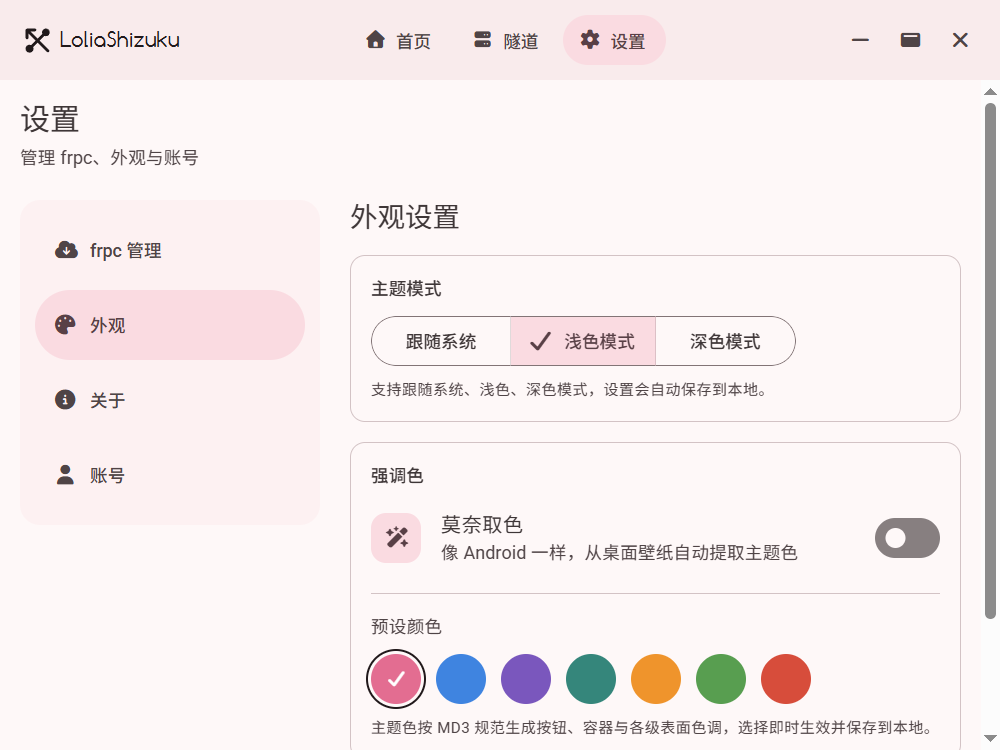 LoliaShizuku
首页
隧道
设置
设置
管理 frpc、外观与账号
frpc 管理
外观
关于
账号
外观设置
主题模式
跟随系统
浅色模式
深色模式
支持跟随系统、浅色、深色模式，设置会自动保存到本地。
强调色
莫奈取色
像 Android 一样，从桌面壁纸自动提取主题色
预设颜色
主题色按 MD3 规范生成按钮、容器与各级表面色调，选择即时生效并保存到本地。